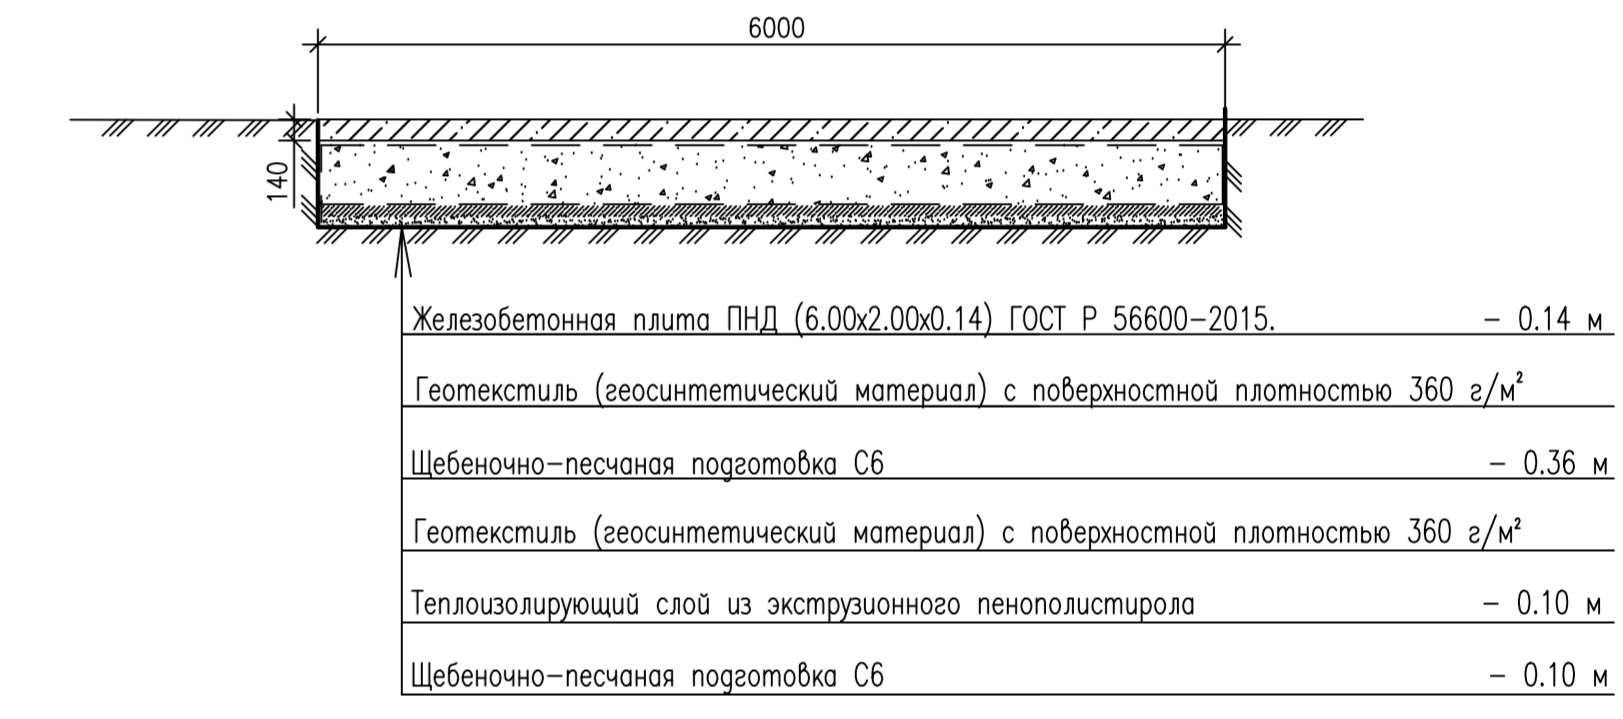 6000
140
Железобетонная плита ПНД (6.00x2.00x0.14) ГОСТ Р 56600-2015. - 0.14 м
Геотекстиль (геосинтетический материал) с поверхностной плотностью 360 г/м²
Щебеночно-песчаная подготовка С6 - 0.36 м
Геотекстиль (геосинтетический материал) с поверхностной плотностью 360 г/м²
Теплоизолирующий слой из экструзионного пенополистирола - 0.10 м
Щебеночно-песчаная подготовка С6 - 0.10 м